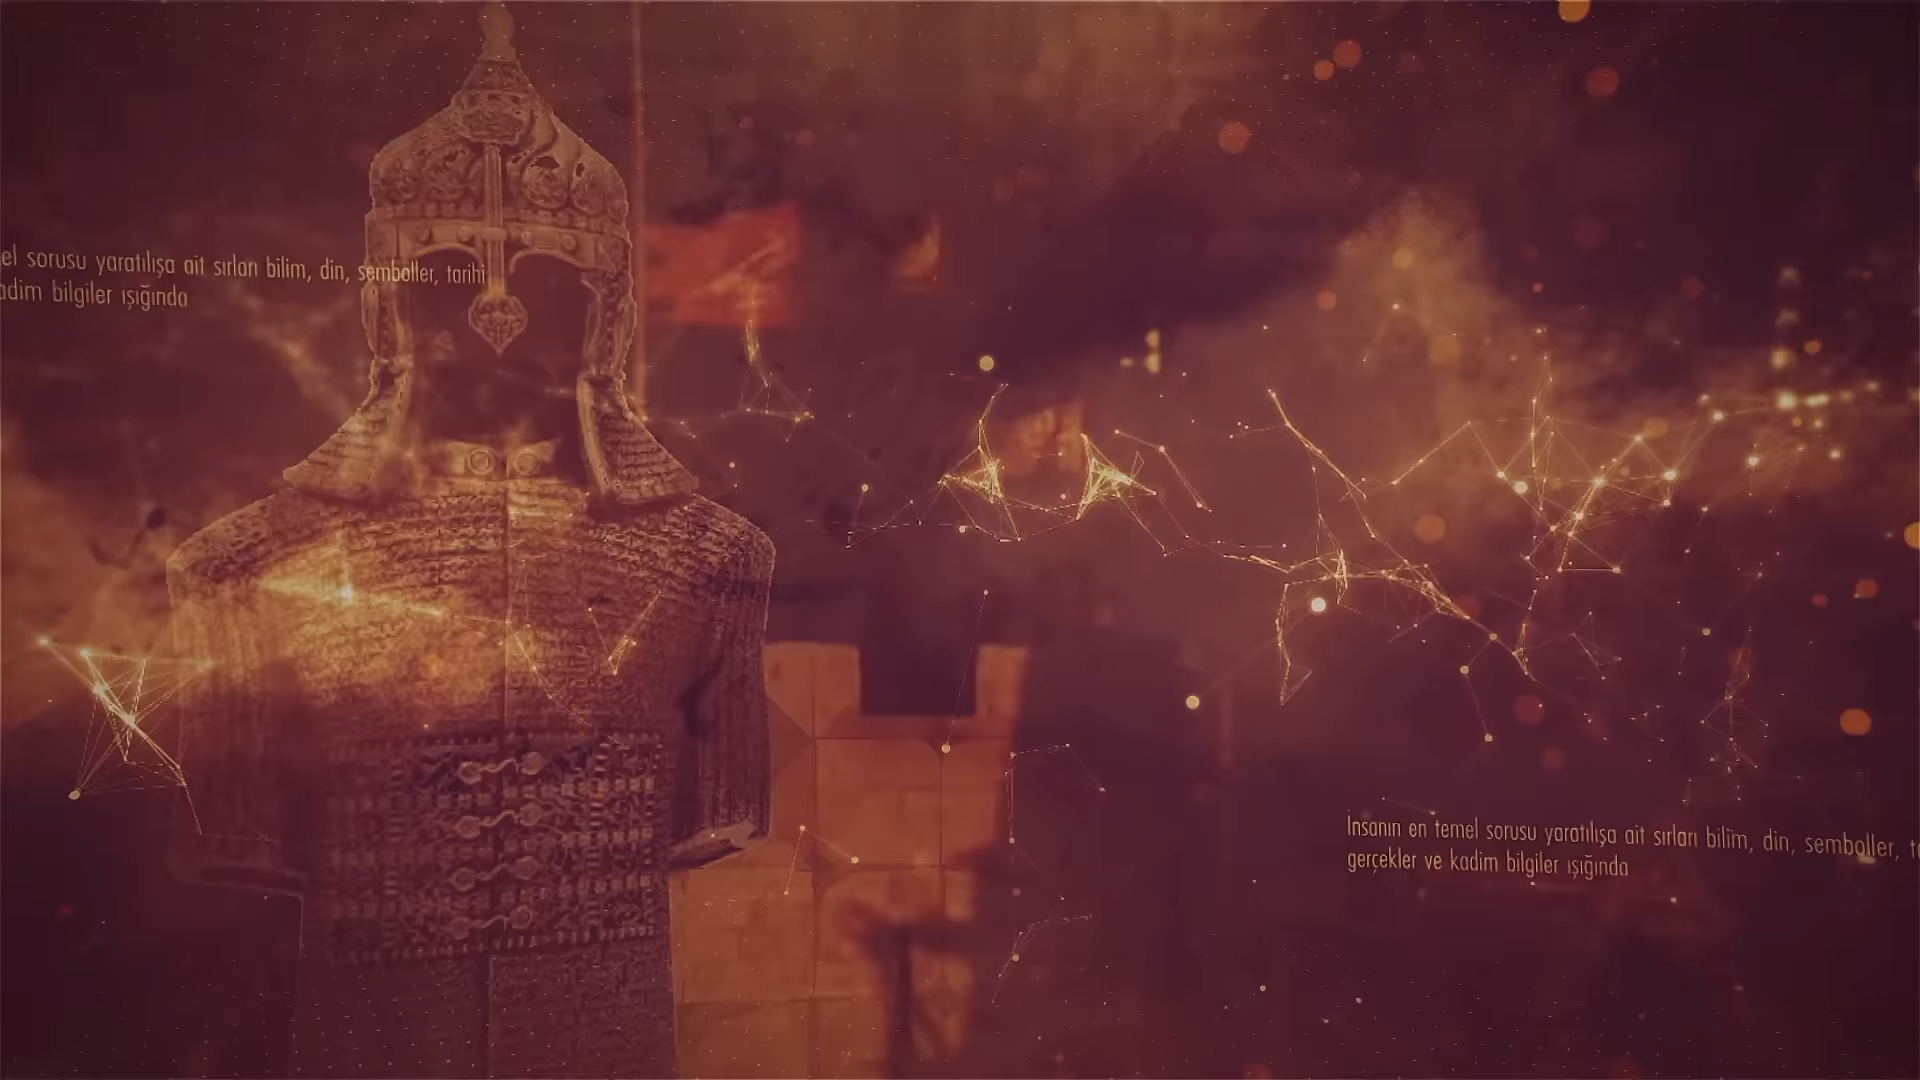 el sorusu yaratılışa ait sırları bilim, din, semboller, tarihi
adim bilgiler ışığında
İnsanın en temel sorusu yaratılışa ait sırları bilim, din, semboller, t
gerçekler ve kadim bilgiler ışığında